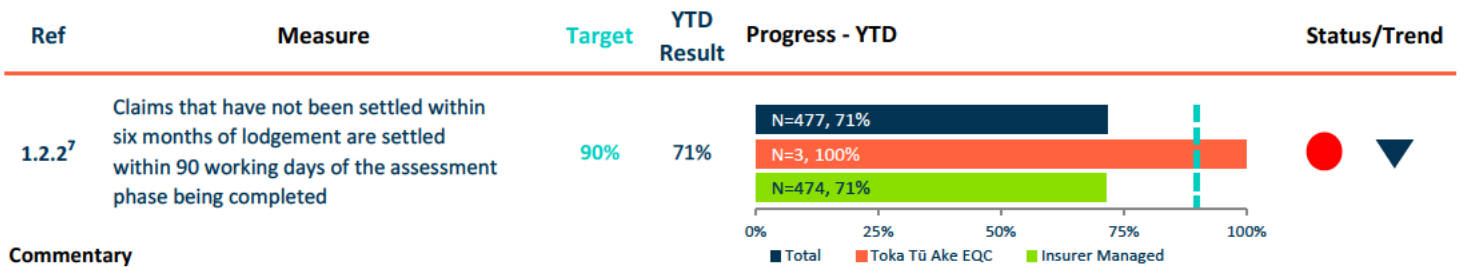 Ref Measure Target YTD Result Progress - YTD Status/Trend
1.2.2⁷
Claims that have not been settled within
six months of lodgement are settled
within 90 working days of the assessment
phase being completed
90% 71%
N=477, 71%
N=3, 100%
N=474, 71%
0% 25% 50% 75% 100%
Total Toka Tū Ake EQC Insurer Managed
Commentary